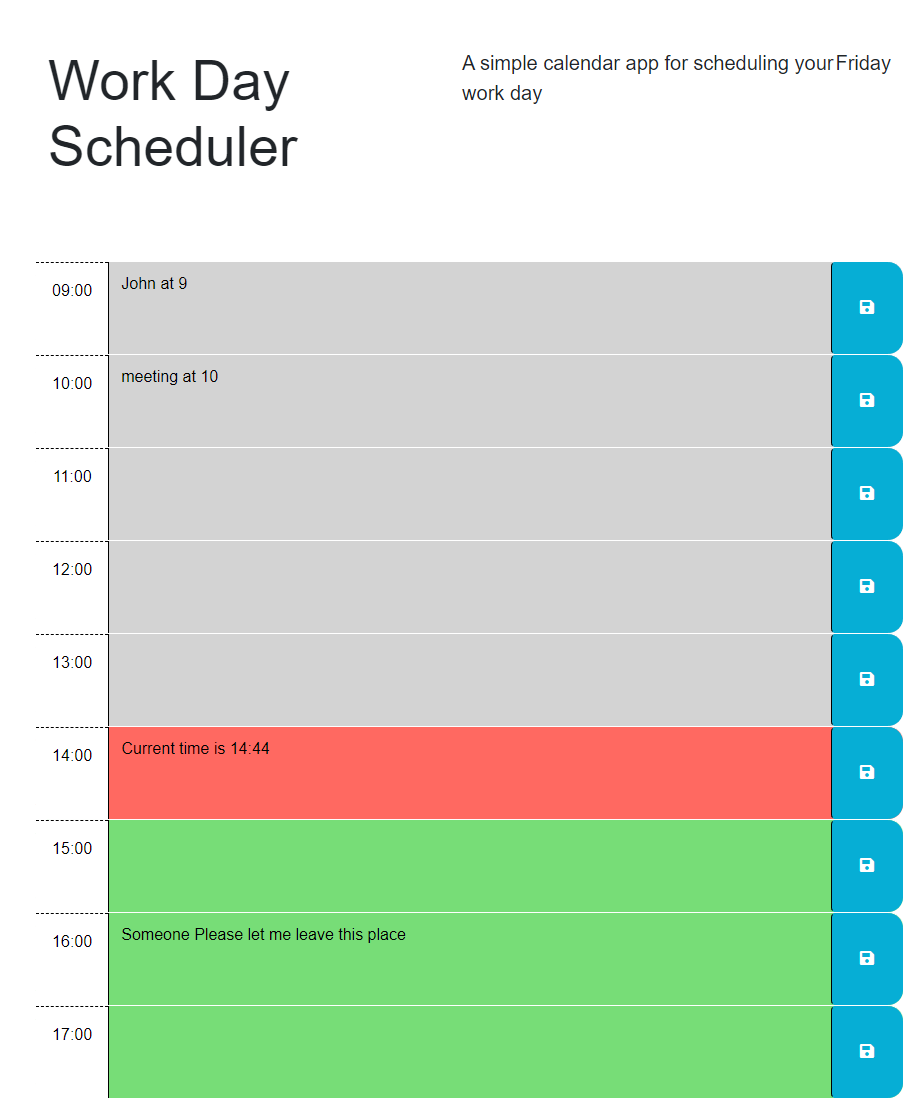 Work Day
Scheduler
A simple calendar app for scheduling your Friday
work day
09:00 John at 9
10:00 meeting at 10
11:00
12:00
13:00
14:00 Current time is 14:44
15:00
16:00 Someone Please let me leave this place
17:00